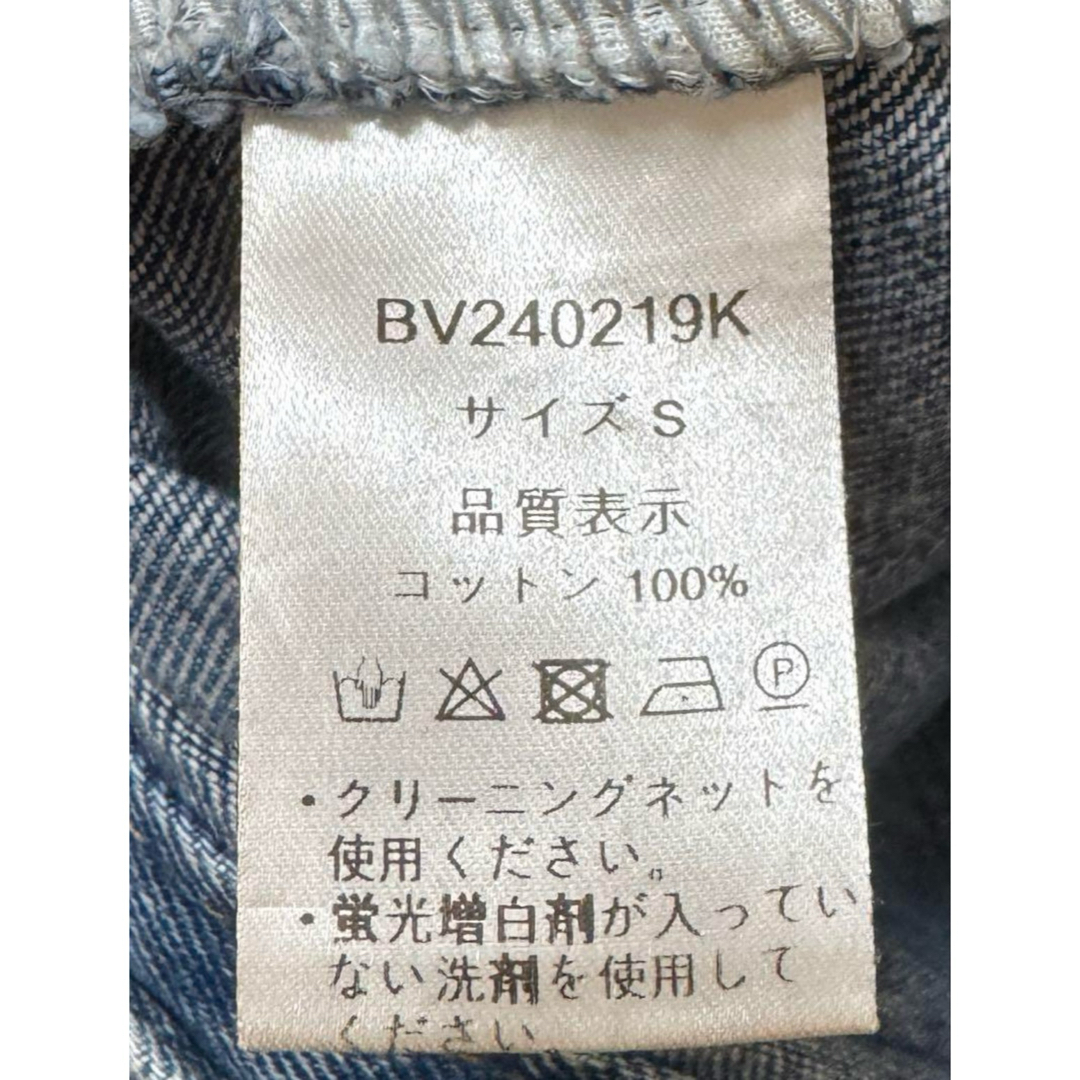 BV240219K
サイズ S
品質表示
コットン 100%
P
・クリーニングネットを
使用ください。
・蛍光増白剤が入ってい
ない洗剤を使用して
ください